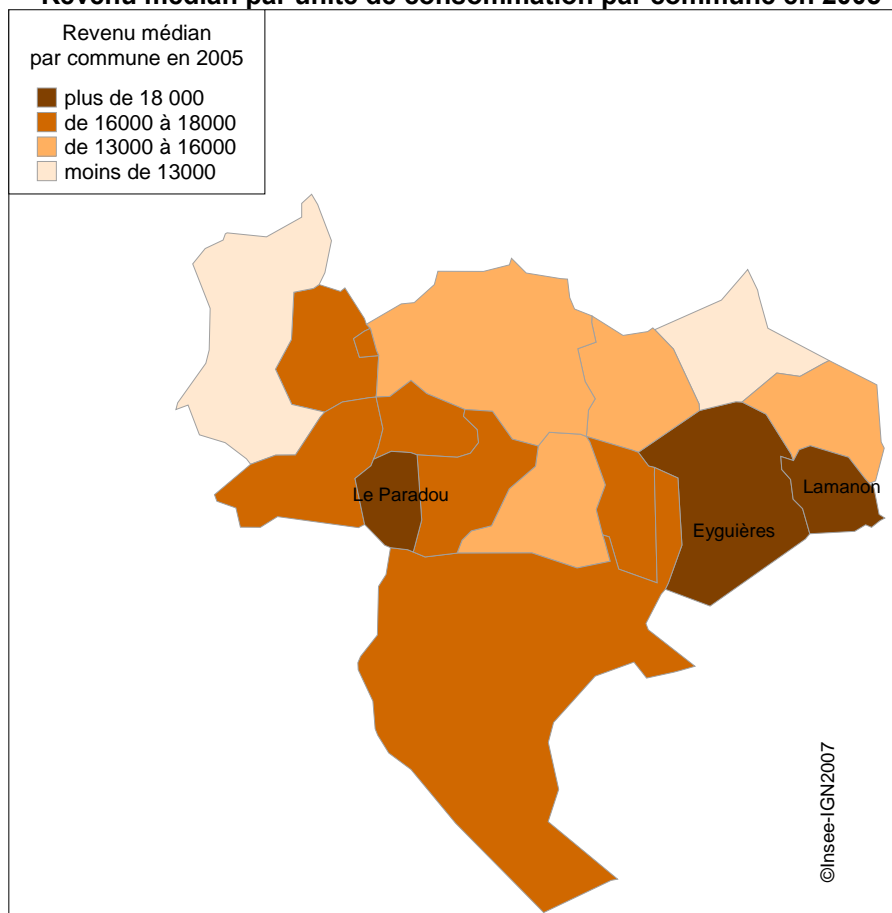 Revenu médian par unité de consommation par commune en 2005
Revenu médian
par commune en 2005
plus de 18 000
de 16000 à 18000
de 13000 à 16000
moins de 13000
Le Paradou
Lamanon
Eyguières
©Insee-IGN2007